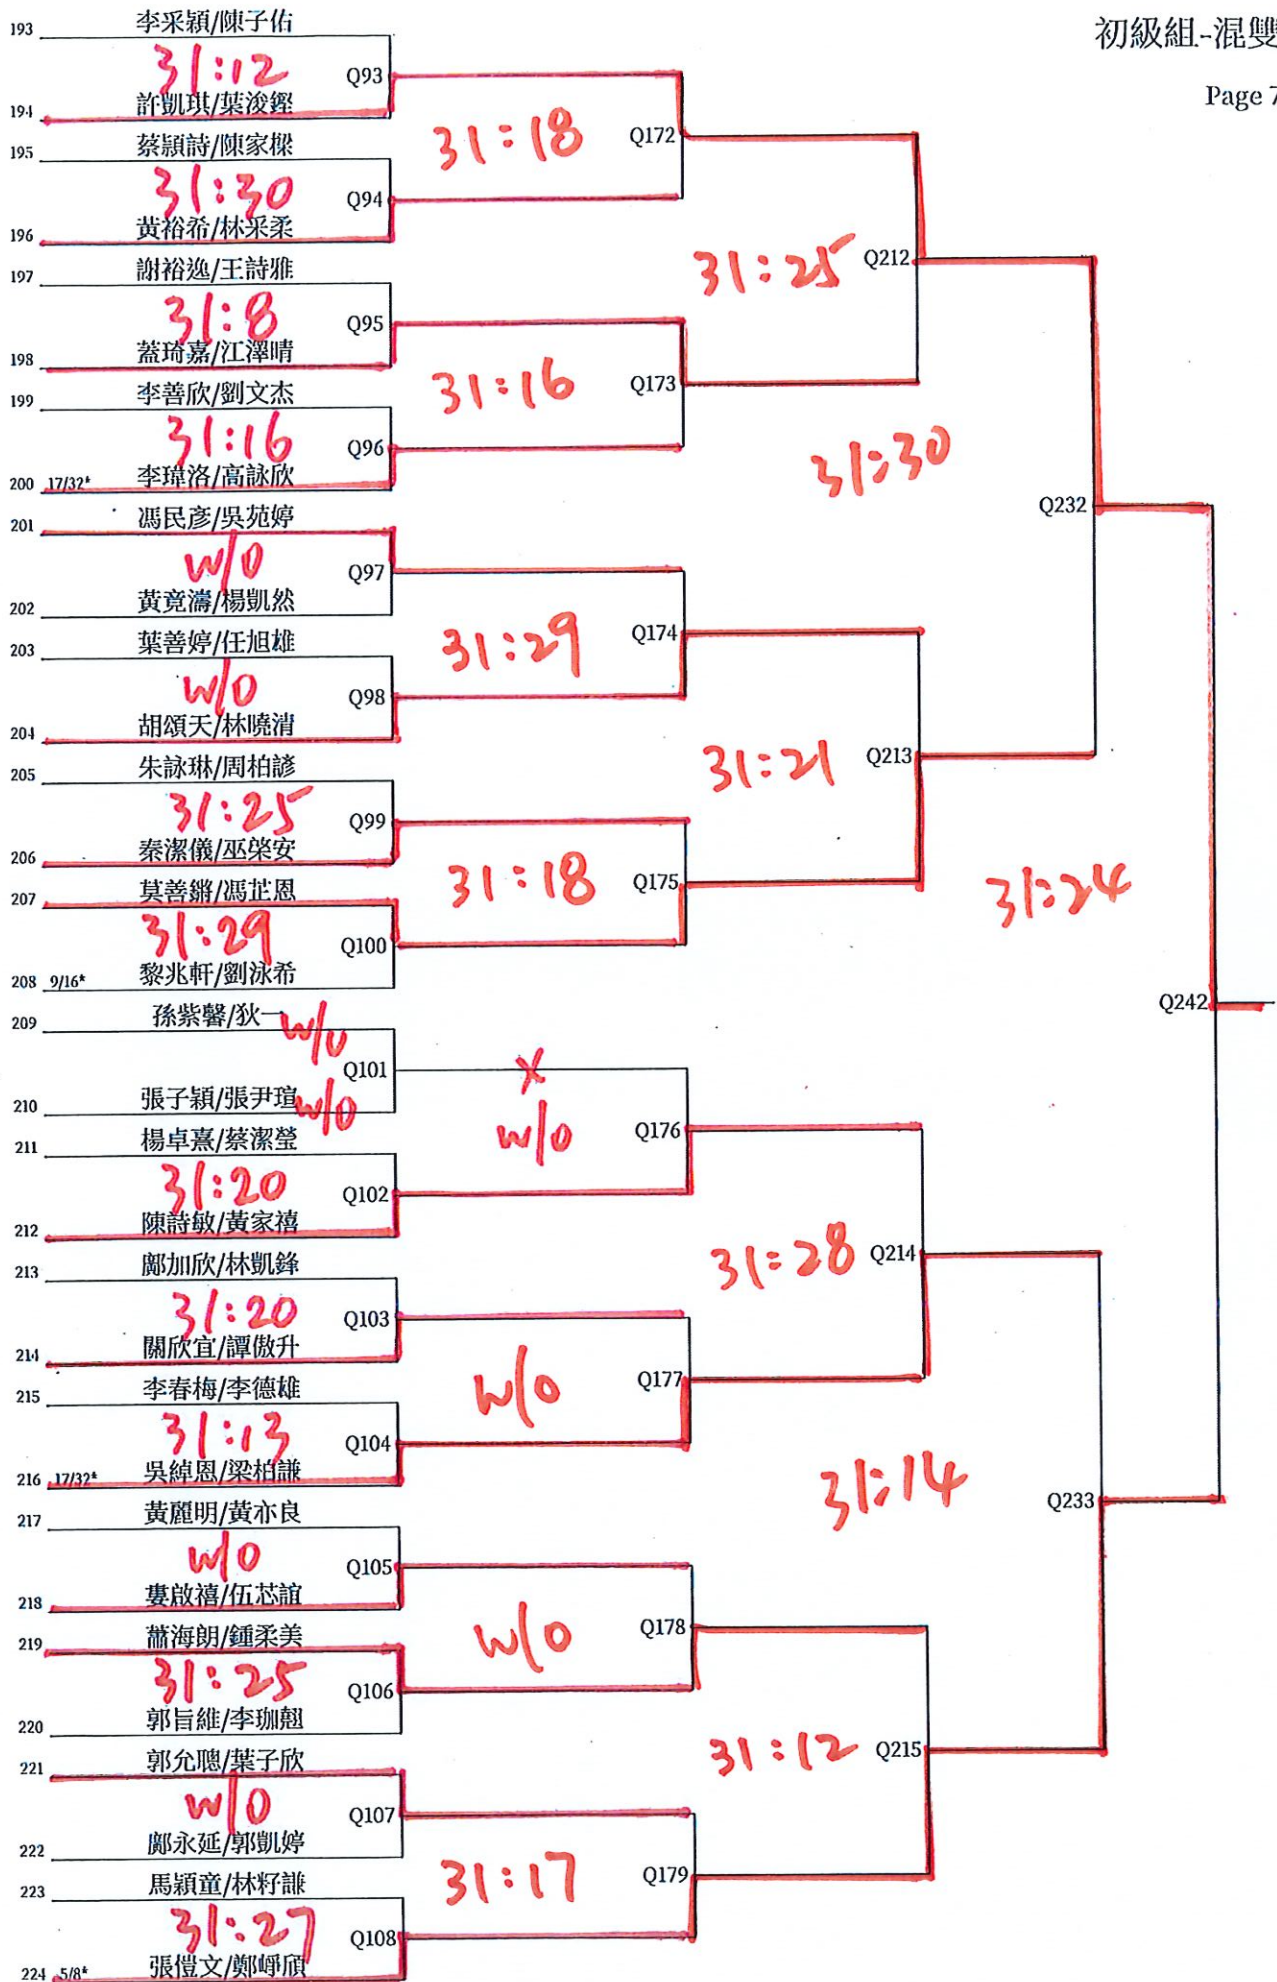 初級組-混雙
Page 7
193 李采穎/陳子佑
31:12 Q93
194 許凱琪/葉浚鏗
31:18 Q172
195 蔡穎詩/陳家樑
31:30 Q94
196 黃裕希/林采柔
31:25 Q212
197 謝裕逸/王詩雅
31:8 Q95
198 蓋琦嘉/江澤晴
31:16 Q173
199 李善欣/劉文杰
31:16 Q96
200 17/32* 李瑋洛/高詠欣
31:30 Q232
201 馮民彥/吳苑婷
w/o Q97
202 黃竟濤/楊凱然
31:29 Q174
203 葉善婷/任旭雄
w/o Q98
204 胡頌天/林曉清
31:21 Q213
205 朱詠琳/周柏諺
31:25 Q99
206 秦潔儀/巫棨安
31:18 Q175
207 莫善鏘/馮芷恩
31:29 Q100
208 9/16* 黎兆軒/劉泳希
31:24 Q242
209 孫紫馨/狄一
w/o
Q101
210 張子穎/張尹瑄
w/o
x
w/o Q176
211 楊卓熹/蔡潔瑩
31:20 Q102
212 陳詩敏/黃家禧
31:28 Q214
213 鄺加欣/林凱鋒
31:20 Q103
214 關欣宜/譚傲升
w/o Q177
215 李春梅/李德雄
31:13 Q104
216 17/32* 吳綽恩/梁柏謙
31:14 Q233
217 黃麗明/黃亦良
w/o Q105
218 婁啟禧/伍芯誼
w/o Q178
219 蕭海朗/鍾柔美
31:25 Q106
220 郭旨維/李珈翹
31:12 Q215
221 郭允聰/葉子欣
w/o Q107
222 鄺永延/郭凱婷
31:17 Q179
223 馬穎童/林籽謙
31:27 Q108
224 5/8* 張愷文/鄭崢頎